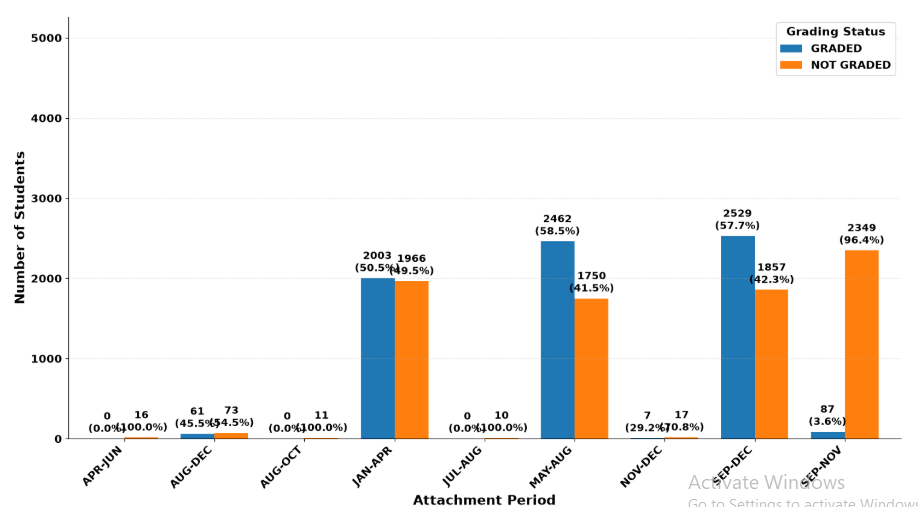 Grading Status
GRADED
NOT GRADED
Number of Students
5000
4000
3000
2000
1000
0
0
(0.0%)
16
(100.0%)
61
(45.5%)
73
(54.5%)
0
(0.0%)
11
(100.0%)
2003
(50.5%)
1966
(49.5%)
0
(0.0%)
10
(100.0%)
2462
(58.5%)
1750
(41.5%)
7
(29.2%)
17
(70.8%)
2529
(57.7%)
1857
(42.3%)
87
(3.6%)
2349
(96.4%)
APR-JUN
AUG-DEC
AUG-OCT
JAN-APR
JUL-AUG
MAY-AUG
NOV-DEC
SEP-DEC
SEP-NOV
Attachment Period
Activate Windows
Go to Settings to activate Windows